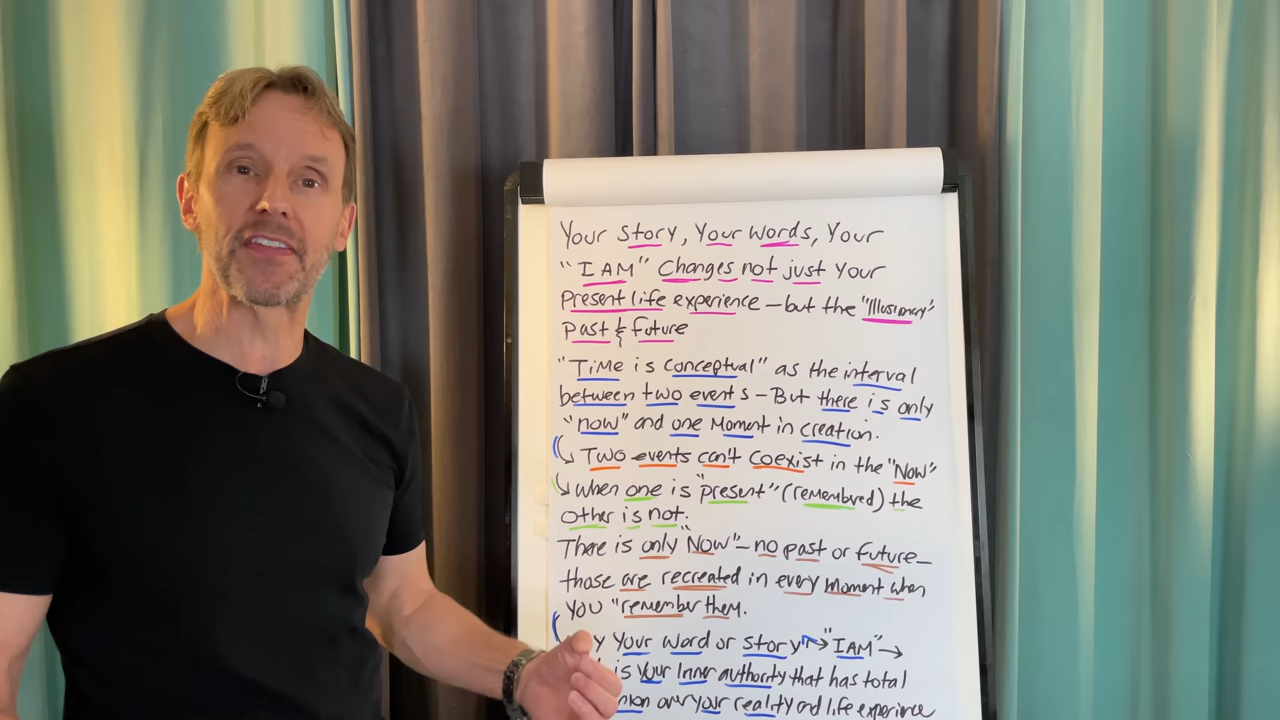 Your Story, Your Words, Your
"I AM" Changes not just your
Present life experience – but the "Illusionary"
Past & Future
"Time is conceptual" as the interval
between two events – But there is only
"now" and one Moment in creation.
Two events can't coexist in the "Now"
when one is "present" (remembered) the
other is not.
There is only "Now" – no past or future –
those are recreated in every moment when
you "remember them.
Your word or story → "I AM" →
is your Inner authority that has total
over your reality and life experience